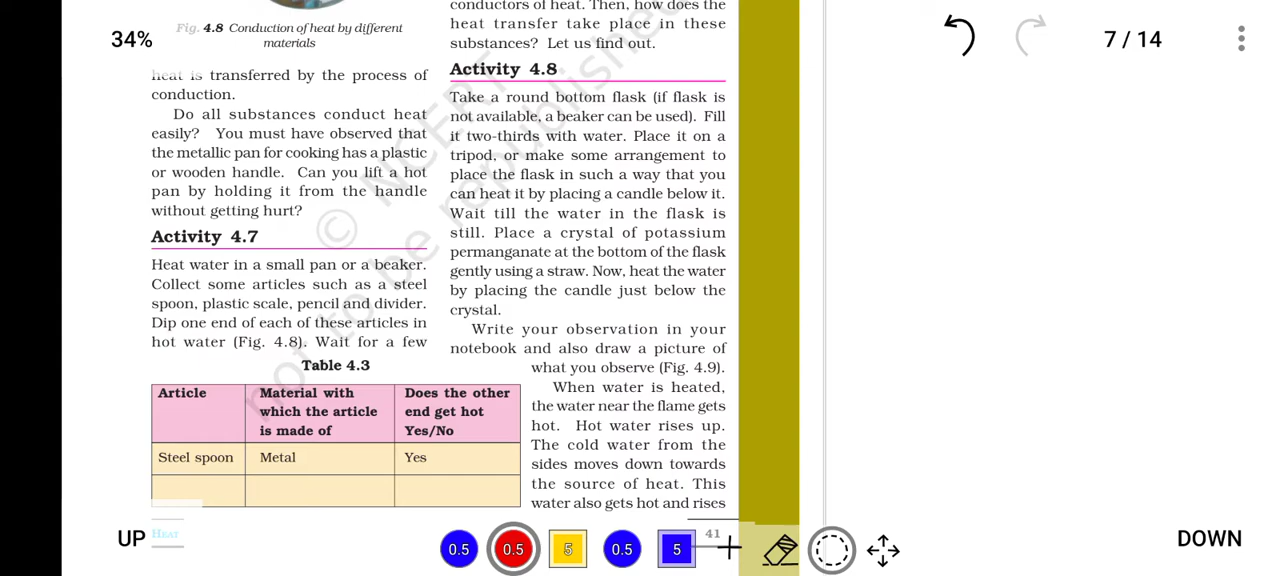 34%
7 / 14
Fig. 4.8 Conduction of heat by different
materials
heat is transferred by the process of
conduction.
Do all substances conduct heat
easily? You must have observed that
the metallic pan for cooking has a plastic
or wooden handle. Can you lift a hot
pan by holding it from the handle
without getting hurt?
Activity 4.7
Heat water in a small pan or a beaker.
Collect some articles such as a steel
spoon, plastic scale, pencil and divider.
Dip one end of each of these articles in
hot water (Fig. 4.8). Wait for a few
Table 4.3
Article
Material with
which the article
is made of
Does the other
end get hot
Yes/No
Steel spoon
Metal
Yes
conductors of heat. Then, how does the
heat transfer take place in these
substances? Let us find out.
Activity 4.8
Take a round bottom flask (if flask is
not available, a beaker can be used). Fill
it two-thirds with water. Place it on a
tripod, or make some arrangement to
place the flask in such a way that you
can heat it by placing a candle below it.
Wait till the water in the flask is
still. Place a crystal of potassium
permanganate at the bottom of the flask
gently using a straw. Now, heat the water
by placing the candle just below the
crystal.
Write your observation in your
notebook and also draw a picture of
what you observe (Fig. 4.9).
When water is heated,
the water near the flame gets
hot. Hot water rises up.
The cold water from the
sides moves down towards
the source of heat. This
water also gets hot and rises
© NCERT
not to be republished
UP
HEAT
41
0.5
0.5
5
0.5
5
DOWN